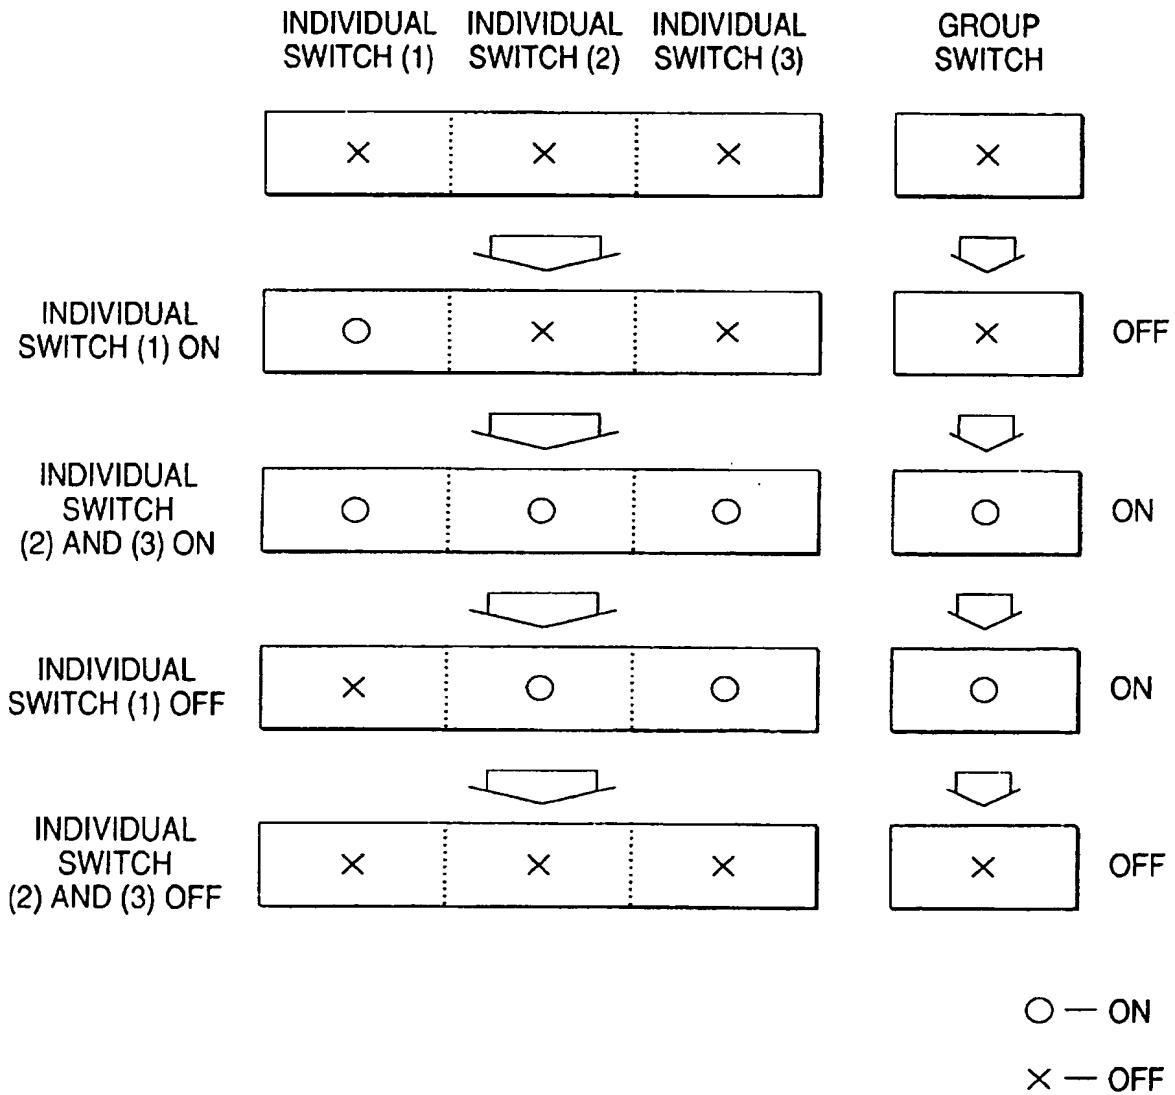 INDIVIDUAL SWITCH (1)
INDIVIDUAL SWITCH (2)
INDIVIDUAL SWITCH (3)
GROUP SWITCH
× × × ×
INDIVIDUAL
SWITCH (1) ON
○ × × × OFF
INDIVIDUAL
SWITCH
(2) AND (3) ON
○ ○ ○ ○ ON
INDIVIDUAL
SWITCH (1) OFF
× ○ ○ ○ ON
INDIVIDUAL
SWITCH
(2) AND (3) OFF
× × × × OFF
○ — ON
× — OFF